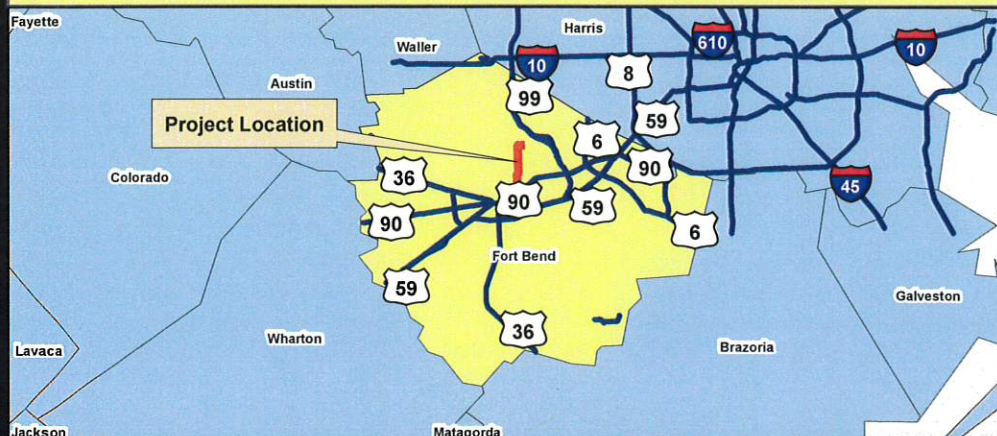 Fayette
Harris
Waller
610
10
10
8
Austin
99
59
Project Location
6
90
36
Colorado
45
90
59
90
6
Fort Bend
59
Galveston
36
Wharton
Brazoria
Lavaca
Jackson
Matagorda